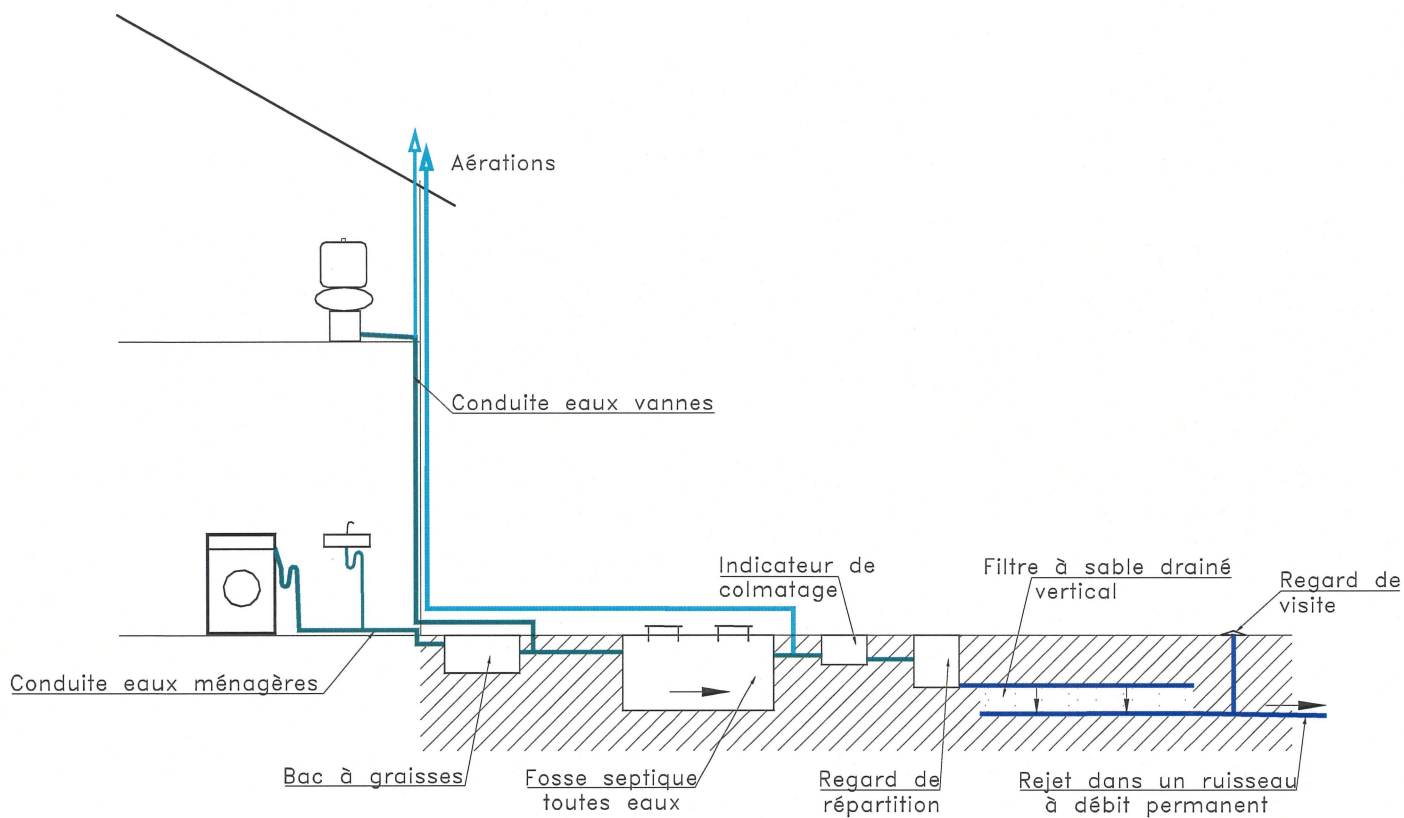 Aérations
Conduite eaux vannes
Indicateur de
colmatage
Filtre à sable drainé
vertical
Regard de
visite
Conduite eaux ménagères
Bac à graisses
Fosse septique
toutes eaux
Regard de
répartition
Rejet dans un ruisseau
à débit permanent